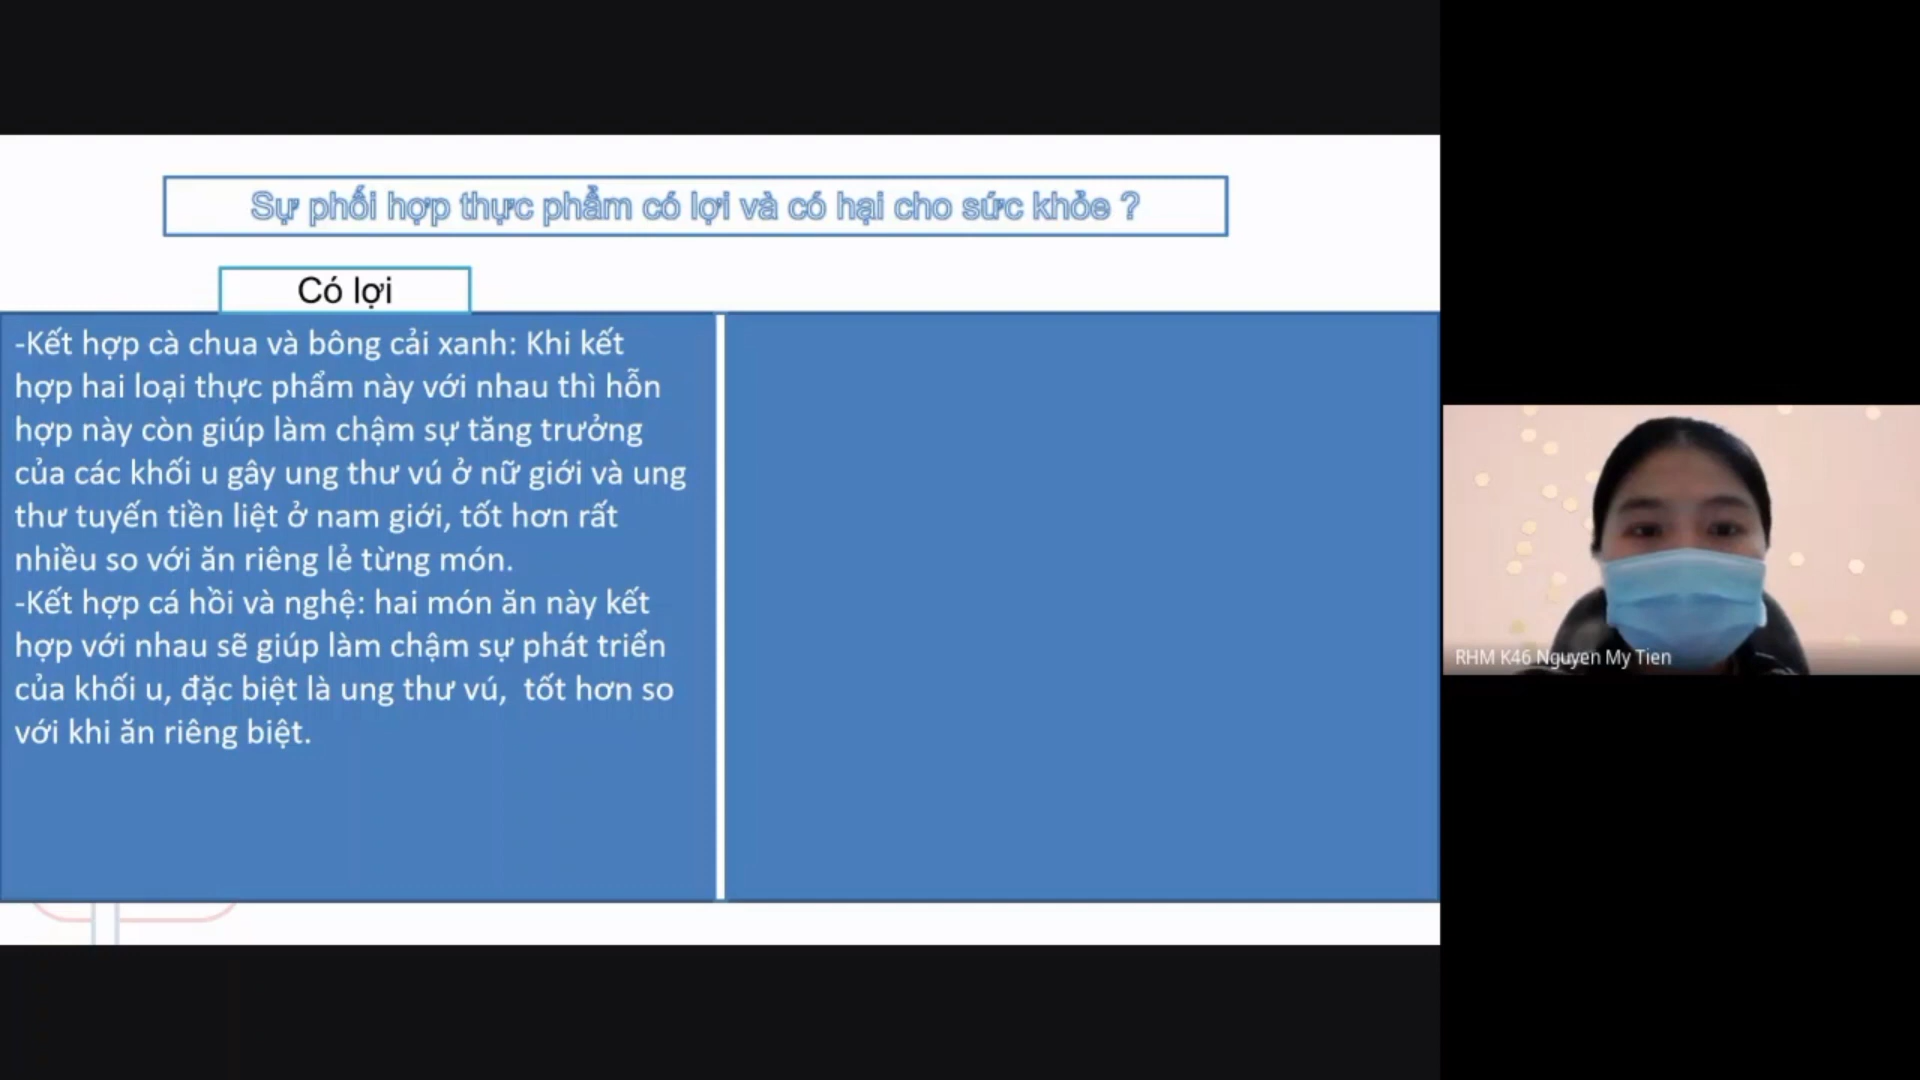 Sự phối hợp thực phẩm có lợi và có hại cho sức khỏe ?
Có lợi
-Kết hợp cà chua và bông cải xanh: Khi kết
hợp hai loại thực phẩm này với nhau thì hỗn
hợp này còn giúp làm chậm sự tăng trưởng
của các khối u gây ung thư vú ở nữ giới và ung
thư tuyến tiền liệt ở nam giới, tốt hơn rất
nhiều so với ăn riêng lẻ từng món.
-Kết hợp cá hồi và nghệ: hai món ăn này kết
hợp với nhau sẽ giúp làm chậm sự phát triển
của khối u, đặc biệt là ung thư vú,  tốt hơn so
với khi ăn riêng biệt.
RHM K46 Nguyen My Tien